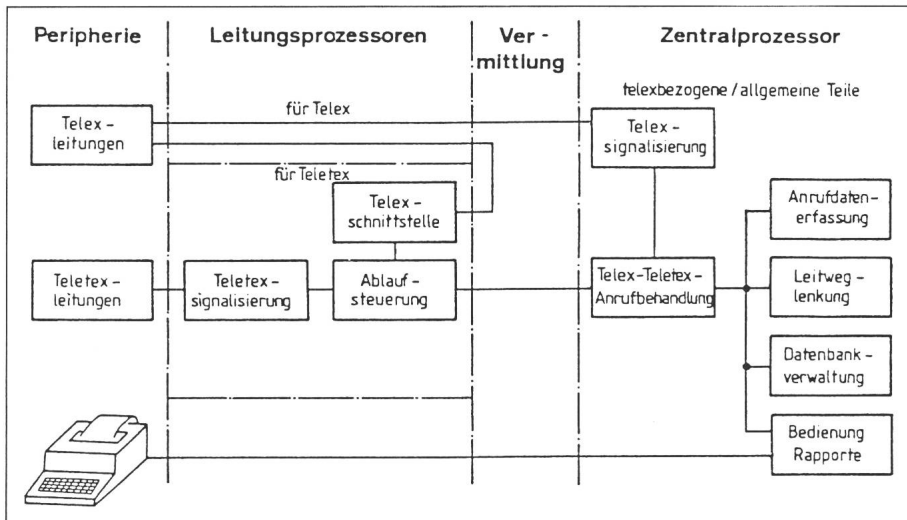 Peripherie
Leitungsprozessoren
Ver-
mittlung
Zentralprozessor
telexbezogene / allgemeine Teile
für Telex
Telex-
leitungen
Telex-
signalisierung
für Teletex
Telex-
schnittstelle
Anrufdaten-
erfassung
Teletex-
leitungen
Teletex-
signalisierung
Ablauf-
steuerung
Telex-Teletex-
Anrufbehandlung
Leitweg-
lenkung
Datenbank-
verwaltung
Bedienung
Rapporte